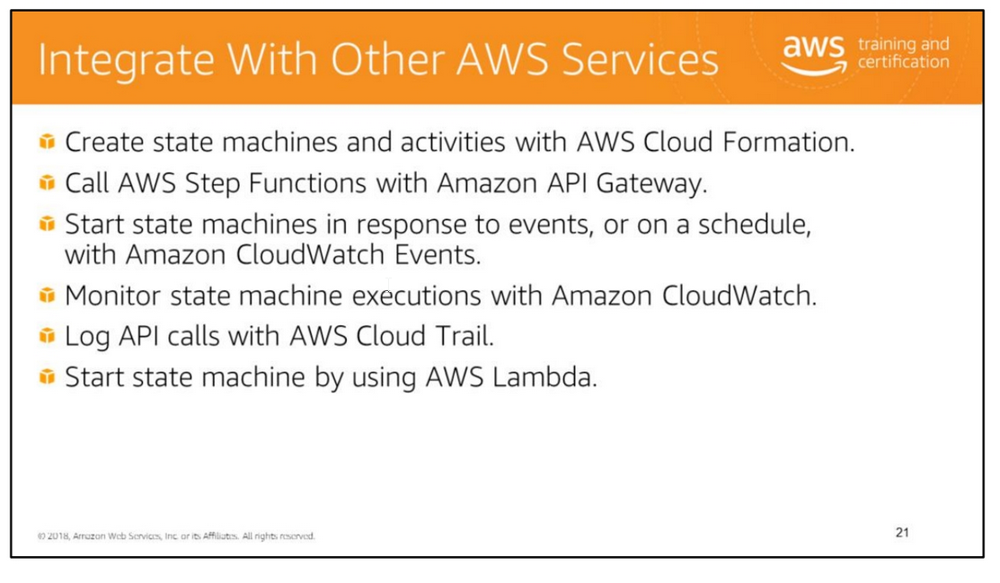 Integrate With Other AWS Services
aws training and
certification
Create state machines and activities with AWS Cloud Formation.
Call AWS Step Functions with Amazon API Gateway.
Start state machines in response to events, or on a schedule,
with Amazon CloudWatch Events.
Monitor state machine executions with Amazon CloudWatch.
Log API calls with AWS Cloud Trail.
Start state machine by using AWS Lambda.
© 2018, Amazon Web Services, Inc. or its Affiliates. All rights reserved.
21